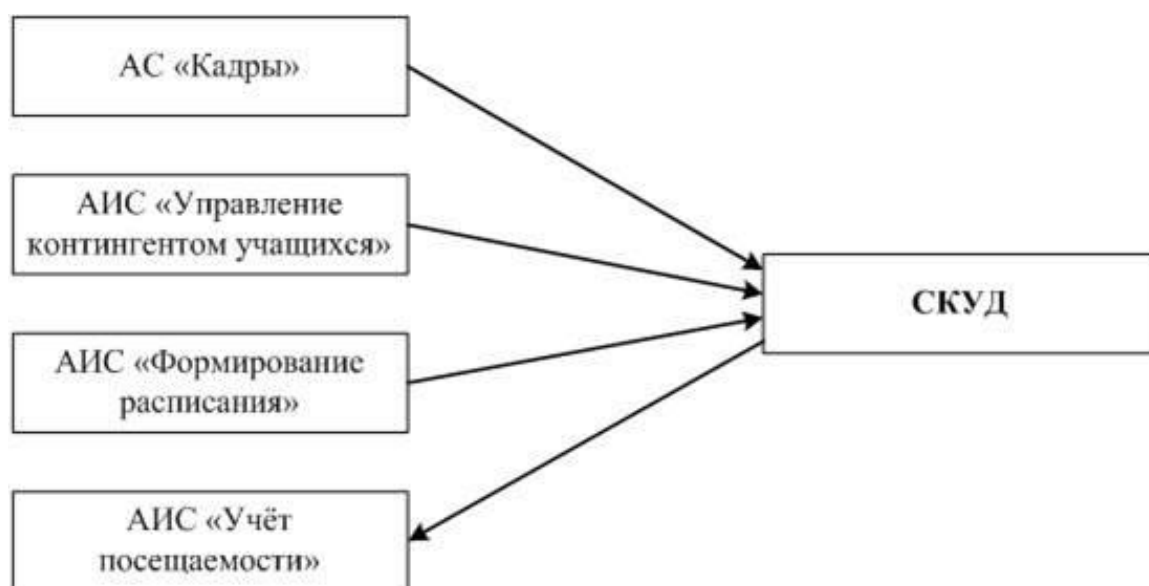 АС «Кадры»
АИС «Управление
контингентом учащихся»
АИС «Формирование
расписания»
АИС «Учёт
посещаемости»
СКУД